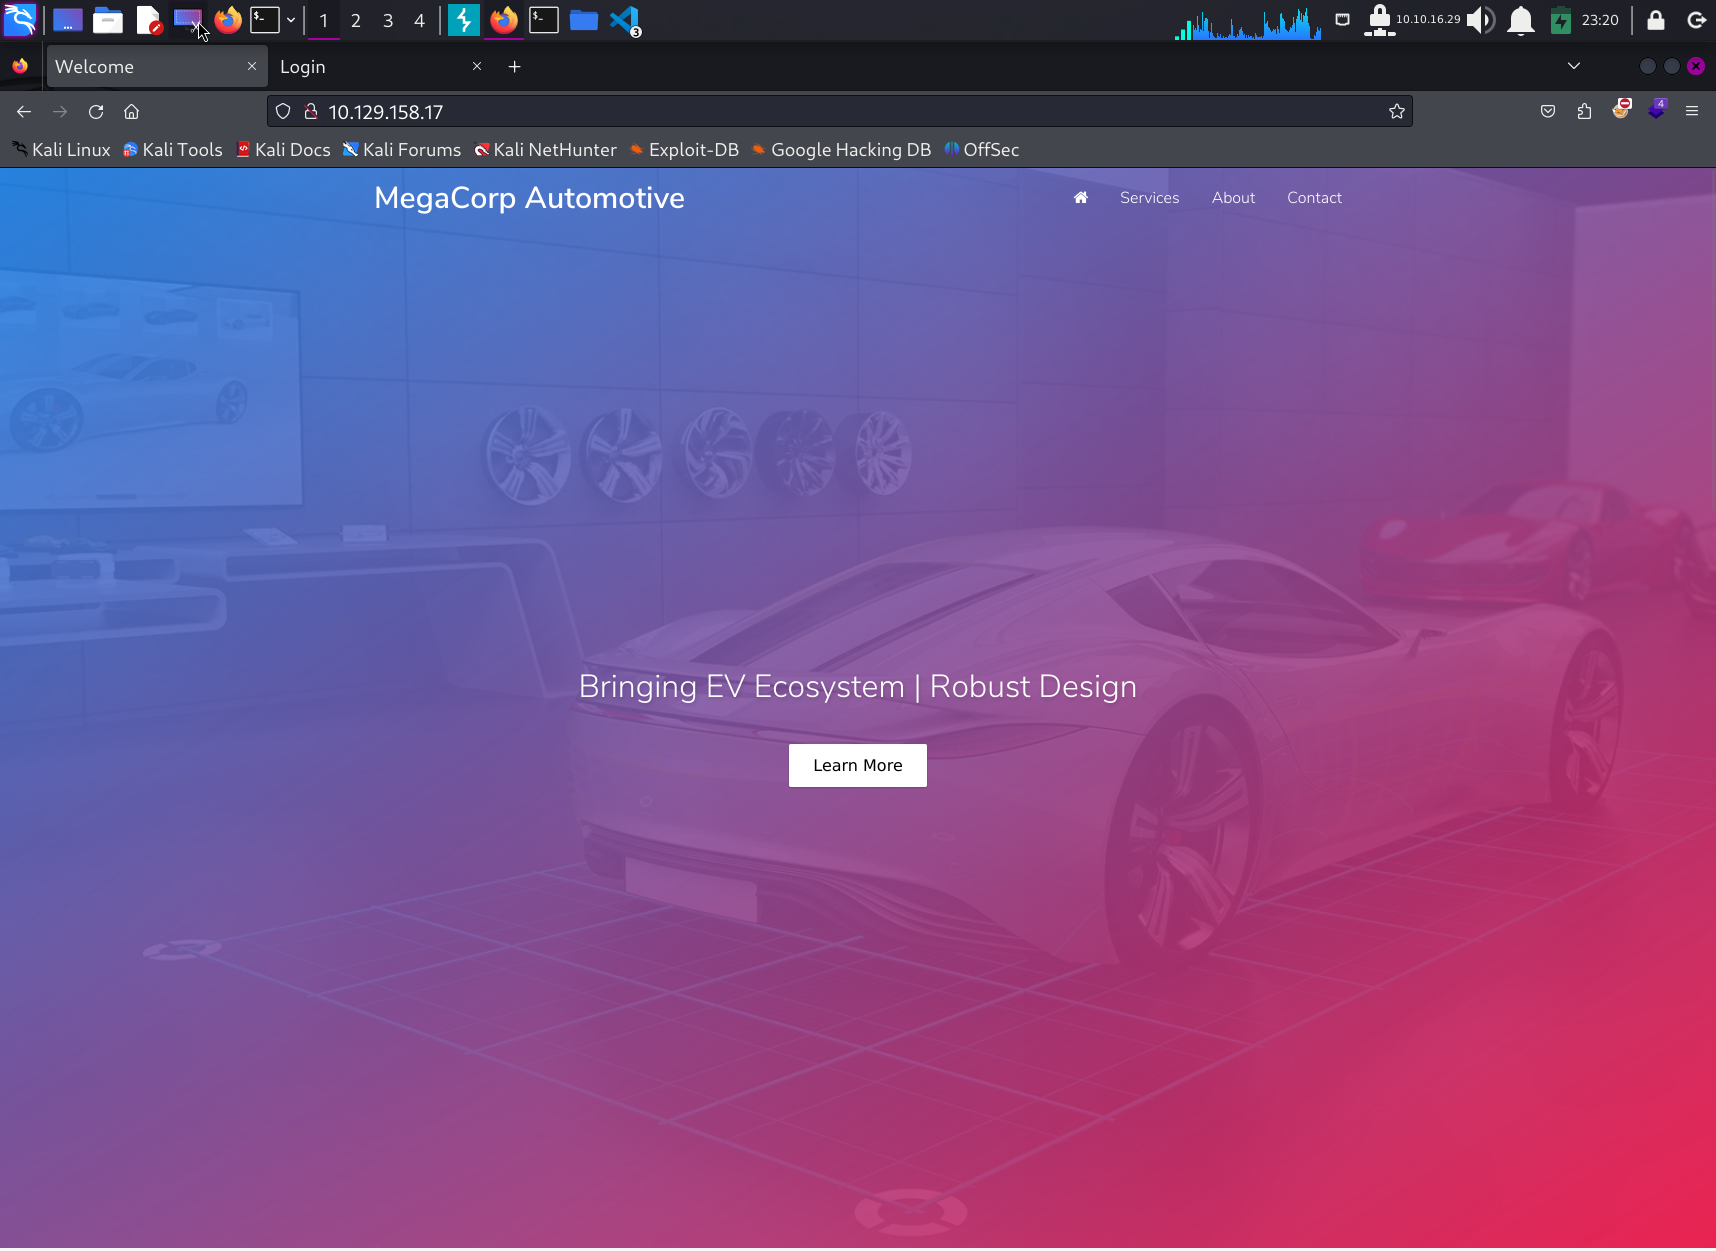 1 2 3 4 3 10.10.16.29 23:20
Welcome Login
10.129.158.17 4
Kali Linux Kali Tools Kali Docs Kali Forums Kali NetHunter Exploit-DB Google Hacking DB OffSec
MegaCorp Automotive Services About Contact
Bringing EV Ecosystem | Robust Design
Learn More